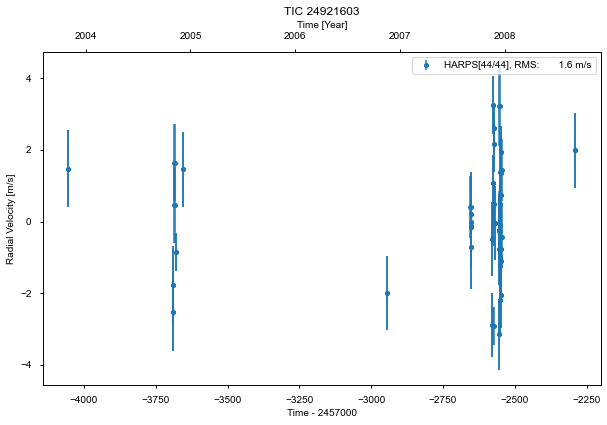 TIC 24921603
Time [Year]
2004 2005 2006 2007 2008
HARPS[44/44], RMS: 1.6 m/s
Radial Velocity [m/s]
4
2
0
−2
−4
−4000 −3750 −3500 −3250 −3000 −2750 −2500 −2250
Time - 2457000